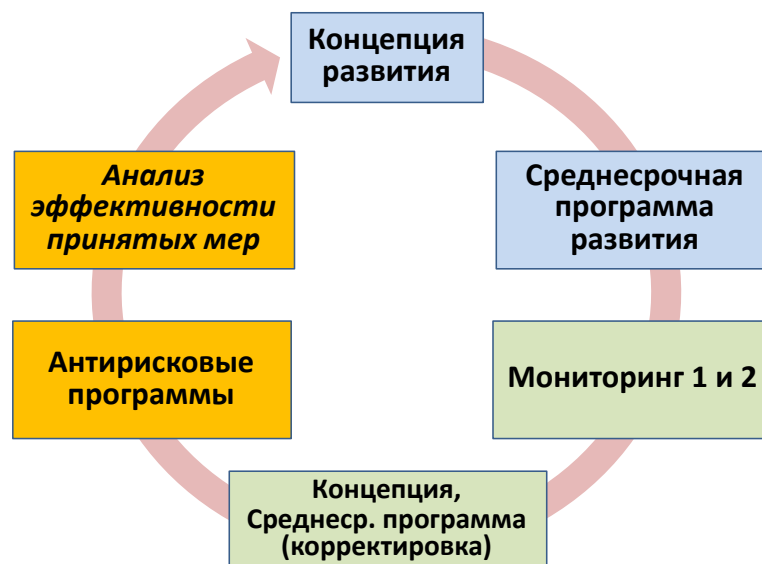 Концепция
развития
Среднесрочная
программа
развития
Мониторинг 1 и 2
Концепция,
Среднеср. программа
(корректировка)
Антирисковые
программы
Анализ
эффективности
принятых мер